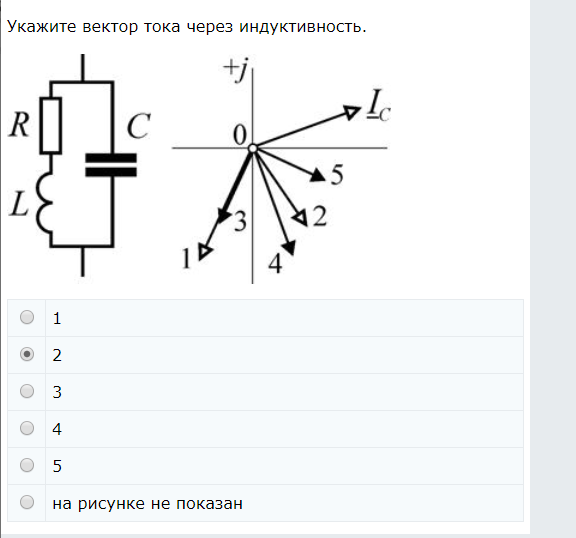 Укажите вектор тока через индуктивность.
+j
R
C
0
I_C
L
5
3
2
1
4
1
2
3
4
5
на рисунке не показан